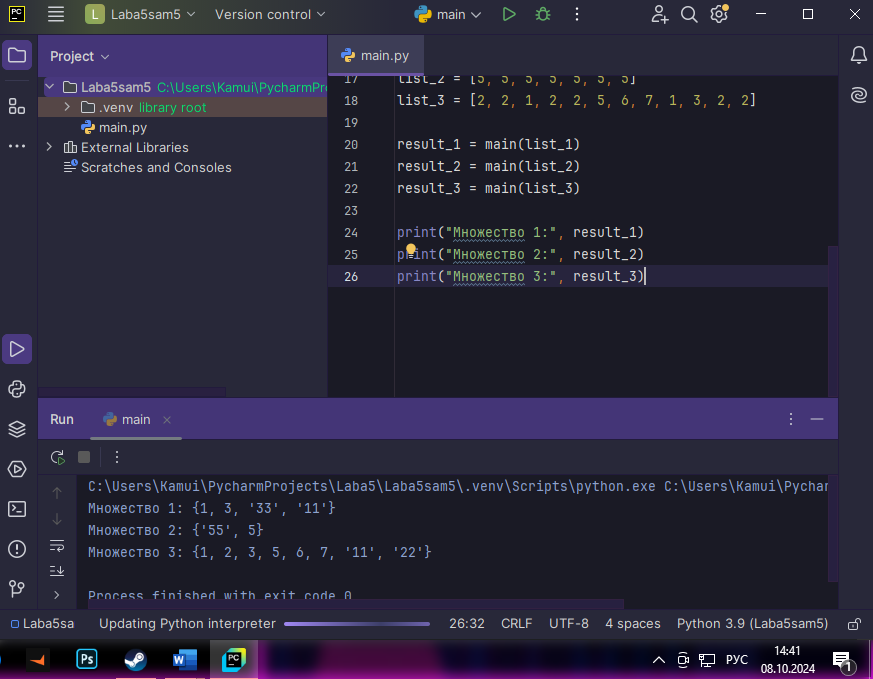 PC
L Laba5sam5 Version control main
Project
main.py
Laba5sam5 C:\Users\Kamui\PycharmPr
.venv library root
main.py
External Libraries
Scratches and Consoles
17 list_2 = [5, 5, 5, 5, 5, 5, 5]
18 list_3 = [2, 2, 1, 2, 2, 5, 6, 7, 1, 3, 2, 2]
19
20 result_1 = main(list_1)
21 result_2 = main(list_2)
22 result_3 = main(list_3)
23
24 print("Множество 1:", result_1)
25 print("Множество 2:", result_2)
26 print("Множество 3:", result_3)
Run main
C:\Users\Kamui\PycharmProjects\Laba5\Laba5sam5\.venv\Scripts\python.exe C:\Users\Kamui\Pychar
Множество 1: {1, 3, '33', '11'}
Множество 2: {'55', 5}
Множество 3: {1, 2, 3, 5, 6, 7, '11', '22'}
Process finished with exit code 0
Laba5sa Updating Python interpreter 26:32 CRLF UTF-8 4 spaces Python 3.9 (Laba5sam5)
Ps W PC РУС 14:41
08.10.2024 1